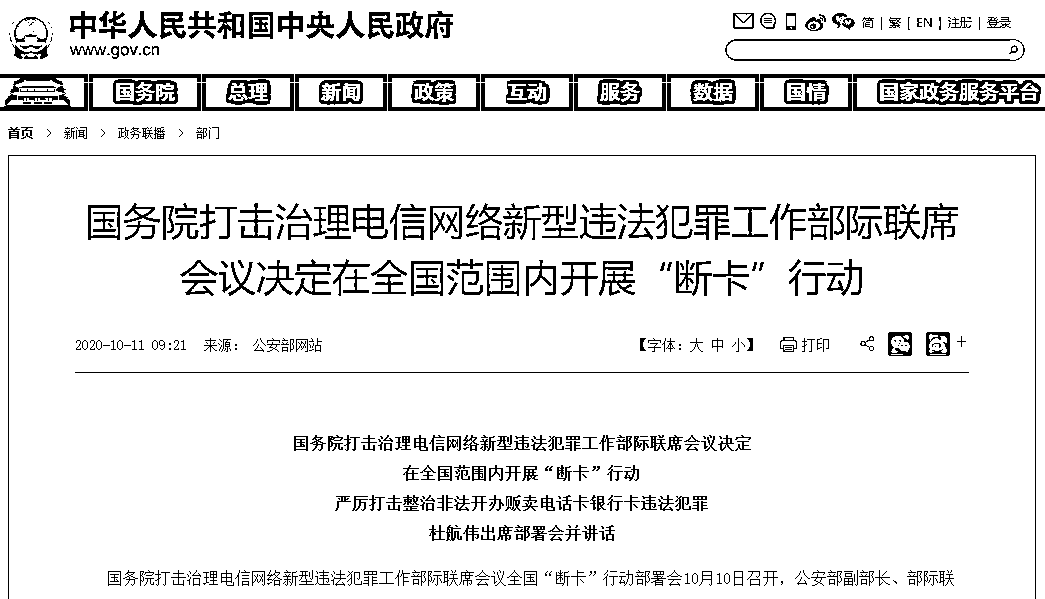 中华人民共和国中央人民政府
www.gov.cn
简 | 繁 | EN | 注册 | 登录
国务院 总理 新闻 政策 互动 服务 数据 国情 国家政务服务平台
首页 > 新闻 > 政务联播 > 部门
国务院打击治理电信网络新型违法犯罪工作部际联席
会议决定在全国范围内开展“断卡”行动
2020-10-11 09:21 来源： 公安部网站 【字体：大 中 小】 打印 +
国务院打击治理电信网络新型违法犯罪工作部际联席会议决定
在全国范围内开展“断卡”行动
严厉打击整治非法开办贩卖电话卡银行卡违法犯罪
杜航伟出席部署会并讲话
国务院打击治理电信网络新型违法犯罪工作部际联席会议全国“断卡”行动部署会10月10日召开，公安部副部长、部际联